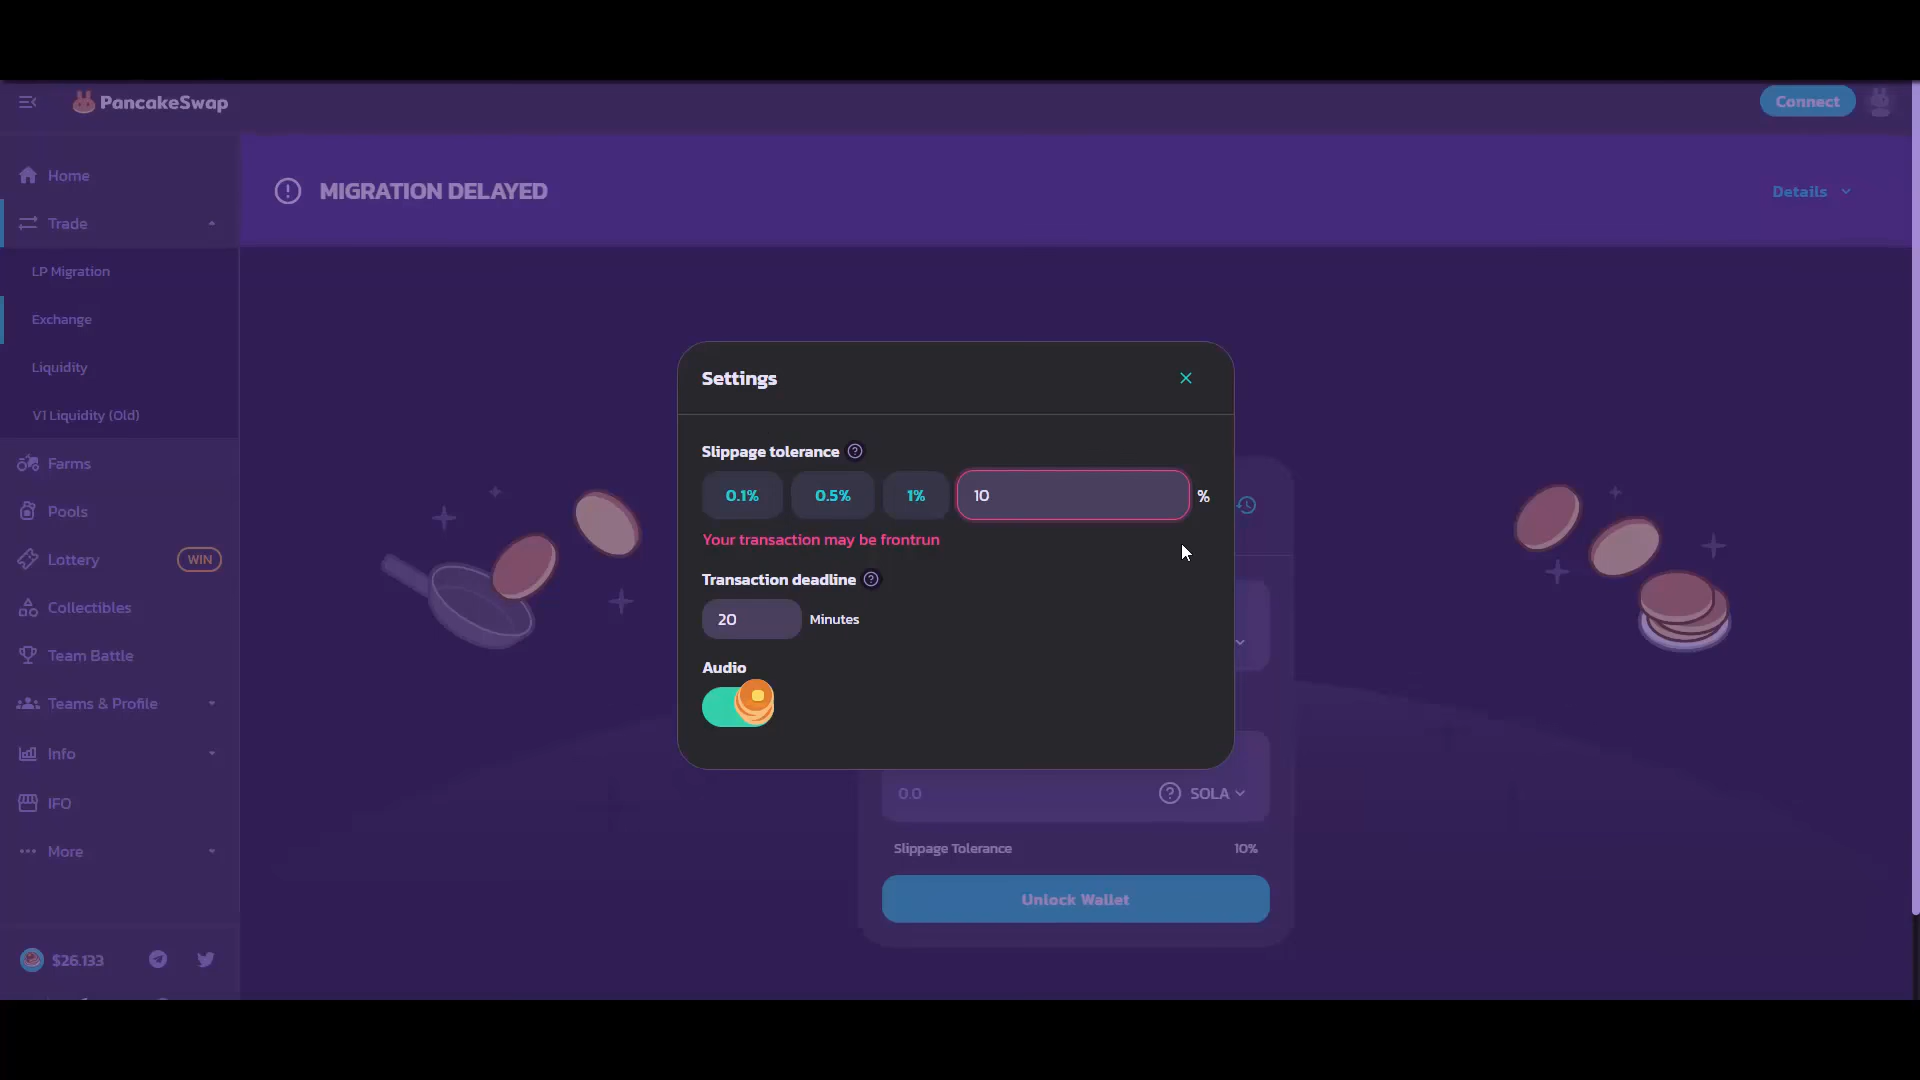 PancakeSwap
Connect
Home
Trade
LP Migration
Exchange
Liquidity
V1 Liquidity (Old)
Farms
Pools
Lottery WIN
Collectibles
Team Battle
Teams & Profile
Info
IFO
More
$26.133
MIGRATION DELAYED
Details
Settings
Slippage tolerance
0.1% 0.5% 1% 10 %
Your transaction may be frontrun
Transaction deadline
20 Minutes
Audio
0.0 SOLA
Slippage Tolerance 10%
Unlock Wallet